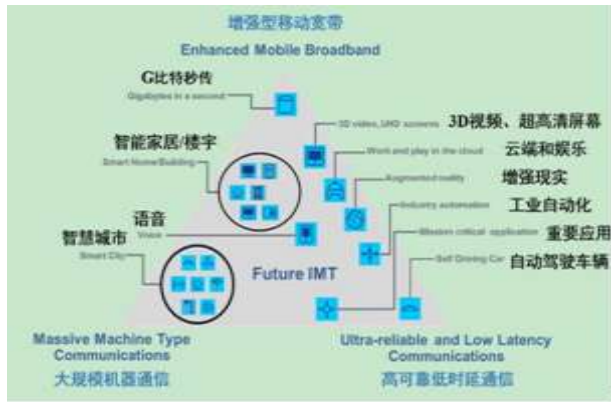 增强型移动宽带
Enhanced Mobile Broadband
G比特秒传
Gigabytes in a second
3D video, UHD screens
3D视频、超高清屏幕
智能家居/楼宇
Smart Home/Building
Work and play in the cloud
云端和娱乐
Augmented reality
增强现实
语音
Voice
Industry automation
工业自动化
智慧城市
Smart City
Mission critical application
重要应用
Self Driving Car
自动驾驶车辆
Future IMT
Massive Machine Type
Communications
大规模机器通信
Ultra-reliable and Low Latency
Communications
高可靠低时延通信